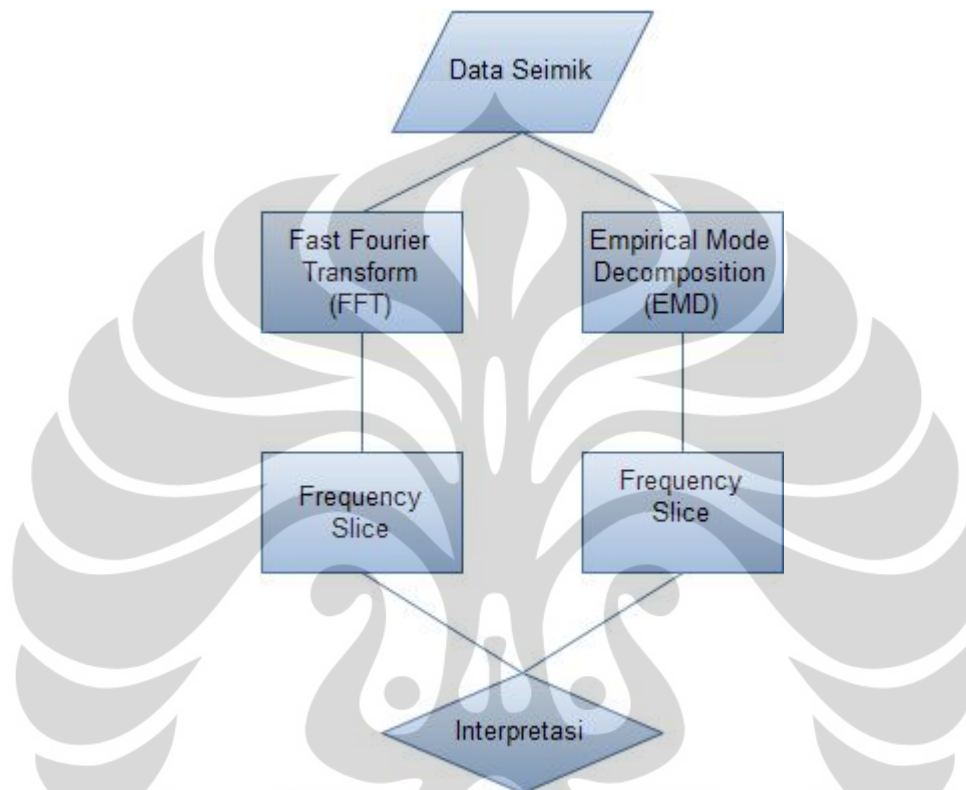 Data Seimik
Fast Fourier
Transform
(FFT)
Empirical Mode
Decomposition
(EMD)
Frequency
Slice
Frequency
Slice
Interpretasi